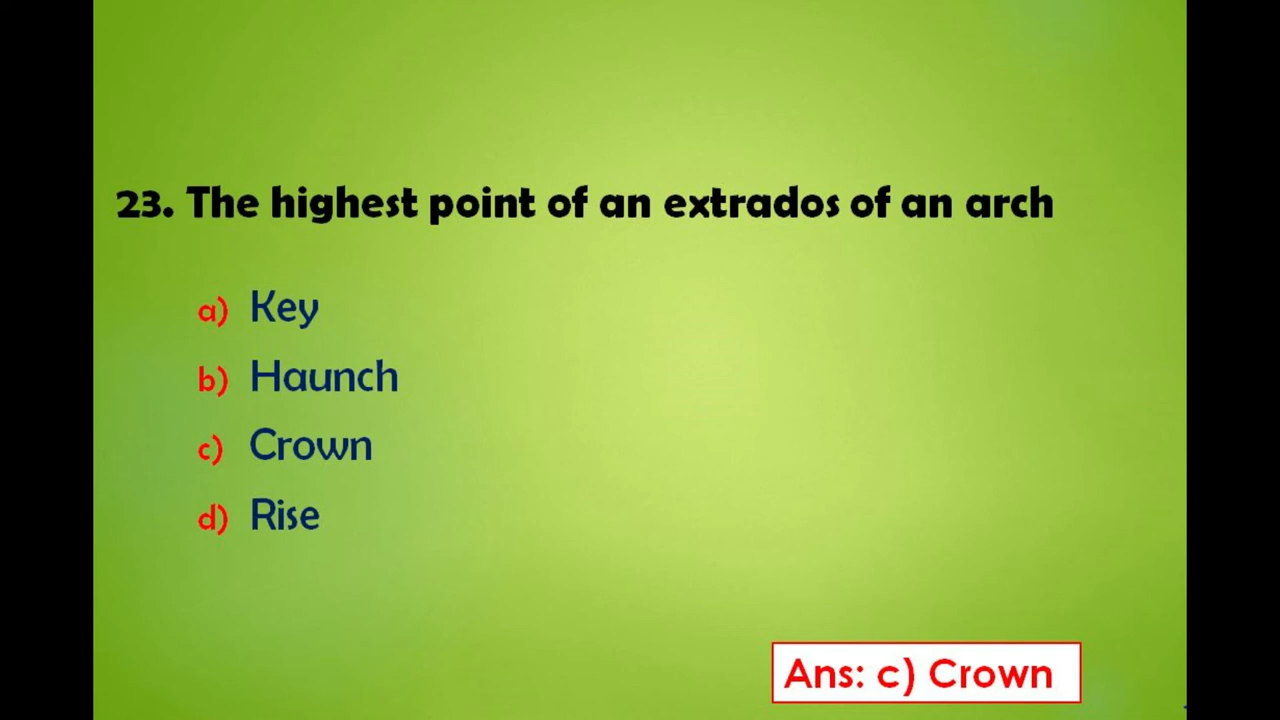 23. The highest point of an extrados of an arch
a) Key
b) Haunch
c) Crown
d) Rise
Ans: c) Crown